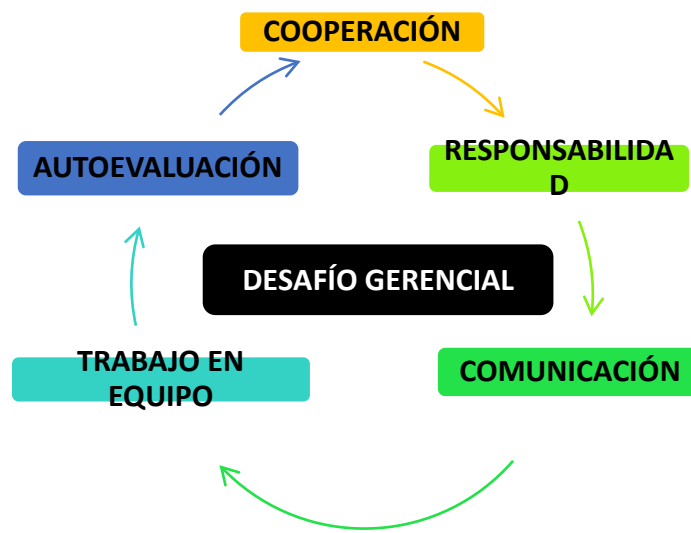 COOPERACIÓN
AUTOEVALUACIÓN
RESPONSABILIDA
D
DESAFÍO GERENCIAL
TRABAJO EN
EQUIPO
COMUNICACIÓN